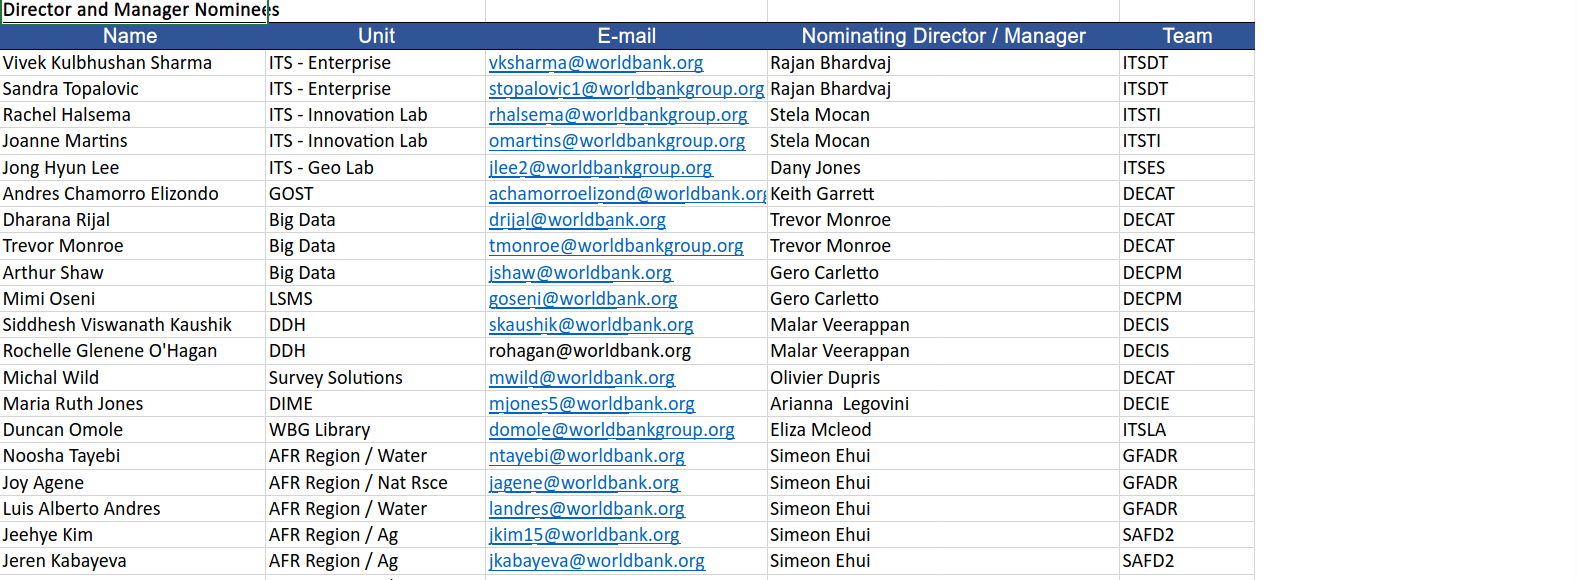 Director and Manager Nominees
Name Unit E-mail Nominating Director / Manager Team
Vivek Kulbhushan Sharma ITS - Enterprise vksharma@worldbank.org Rajan Bhardvaj ITSDT
Sandra Topalovic ITS - Enterprise stopalovic1@worldbankgroup.org Rajan Bhardvaj ITSDT
Rachel Halsema ITS - Innovation Lab rhalsema@worldbankgroup.org Stela Mocan ITSTI
Joanne Martins ITS - Innovation Lab omartins@worldbankgroup.org Stela Mocan ITSTI
Jong Hyun Lee ITS - Geo Lab jlee2@worldbankgroup.org Dany Jones ITSES
Andres Chamorro Elizondo GOST achamorroelizond@worldbank.org Keith Garrett DECAT
Dharana Rijal Big Data drijal@worldbank.org Trevor Monroe DECAT
Trevor Monroe Big Data tmonroe@worldbankgroup.org Trevor Monroe DECAT
Arthur Shaw Big Data jshaw@worldbank.org Gero Carletto DECPM
Mimi Oseni LSMS goseni@worldbank.org Gero Carletto DECPM
Siddhesh Viswanath Kaushik DDH skaushik@worldbank.org Malar Veerappan DECIS
Rochelle Glenene O'Hagan DDH rohagan@worldbank.org Malar Veerappan DECIS
Michal Wild Survey Solutions mwild@worldbank.org Olivier Dupris DECAT
Maria Ruth Jones DIME mjones5@worldbank.org Arianna  Legovini DECIE
Duncan Omole WBG Library domole@worldbankgroup.org Eliza Mcleod ITSLA
Noosha Tayebi AFR Region / Water ntayebi@worldbank.org Simeon Ehui GFADR
Joy Agene AFR Region / Nat Rsce jagene@worldbank.org Simeon Ehui GFADR
Luis Alberto Andres AFR Region / Water landres@worldbank.org Simeon Ehui GFADR
Jeehye Kim AFR Region / Ag jkim15@worldbank.org Simeon Ehui SAFD2
Jeren Kabayeva AFR Region / Ag jkabayeva@worldbank.org Simeon Ehui SAFD2